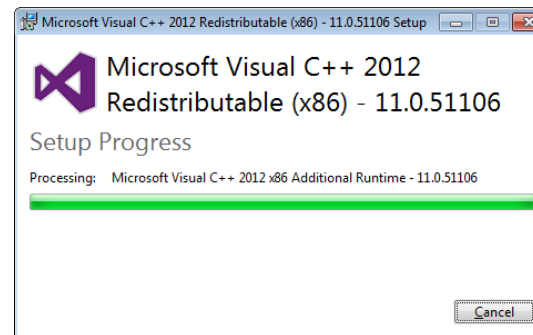 Microsoft Visual C++ 2012 Redistributable (x86) - 11.0.51106 Setup
Microsoft Visual C++ 2012
Redistributable (x86) - 11.0.51106
Setup Progress
Processing: Microsoft Visual C++ 2012 x86 Additional Runtime - 11.0.51106
Cancel